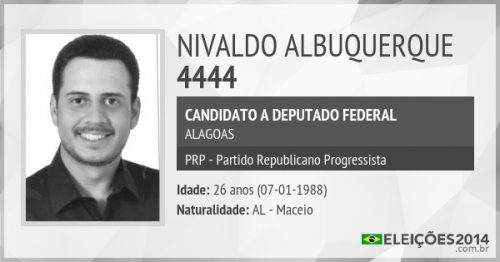 NIVALDO ALBUQUERQUE
4444
CANDIDATO A DEPUTADO FEDERAL
ALAGOAS
PRP - Partido Republicano Progressista
Idade: 26 anos (07-01-1988)
Naturalidade: AL - Maceio
ELEIÇÕES2014
.com.br